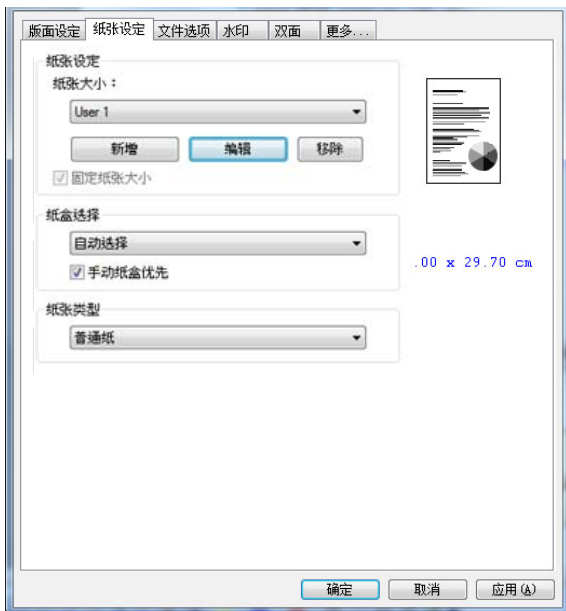 版面设定 纸张设定 文件选项 水印 双面 更多...
纸张设定
纸张大小：
User 1
新增 编辑 移除
固定纸张大小
纸盒选择
自动选择
手动纸盒优先
.00 x 29.70 cm
纸张类型
普通纸
确定 取消 应用(A)